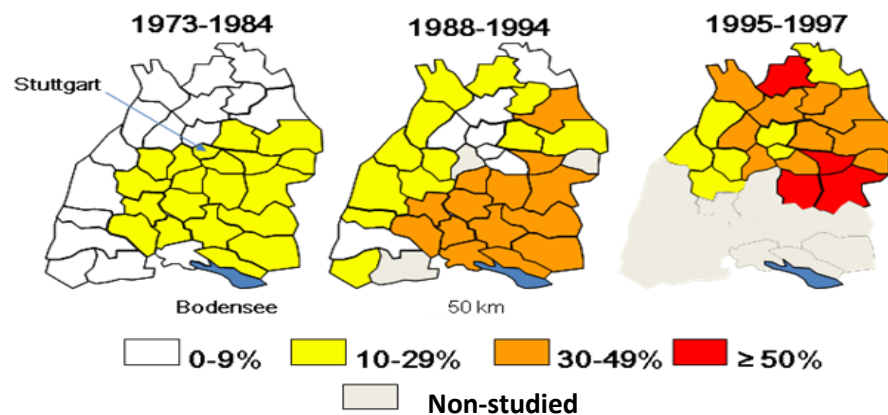 1973-1984 1988-1994 1995-1997
Stuttgart
Bodensee 50 km
0-9% 10-29% 30-49% ≥ 50%
Non-studied